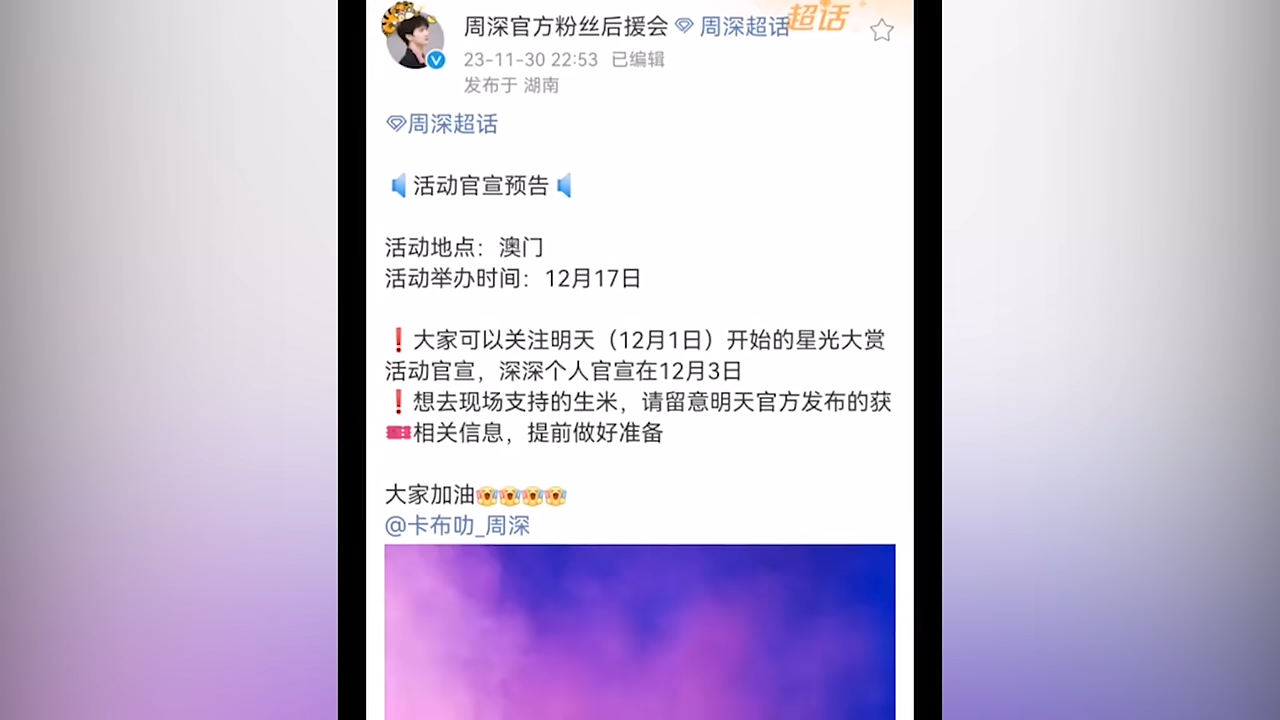 周深官方粉丝后援会 周深超话
超话
23-11-30 22:53 已编辑
发布于 湖南
周深超话
活动官宣预告
活动地点：澳门
活动举办时间：12月17日
❗大家可以关注明天（12月1日）开始的星光大赏
活动官宣，深深个人官宣在12月3日
❗想去现场支持的生米，请留意明天官方发布的获
相关信息，提前做好准备
大家加油
@卡布叻_周深